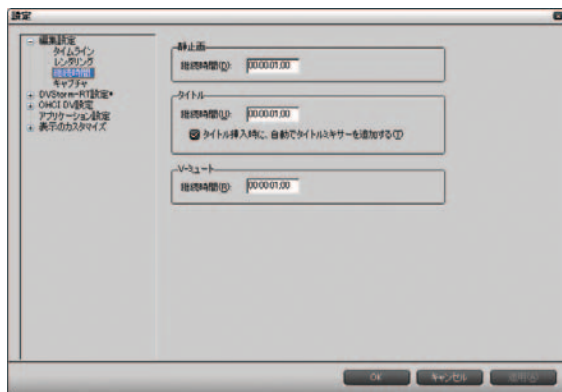 設定
編集設定
タイムライン
レンダリング
継続時間
キャプチャ
DVStorm-RT設定*
OHCI DV設定
アプリケーション設定
表示のカスタマイズ
静止画
継続時間(D): 00:00:01;00
タイトル
継続時間(U): 00:00:01;00
タイトル挿入時に、自動でタイトルミキサーを追加する(T)
V-ミュート
継続時間(R): 00:00:01;00
OK
キャンセル
適用(A)